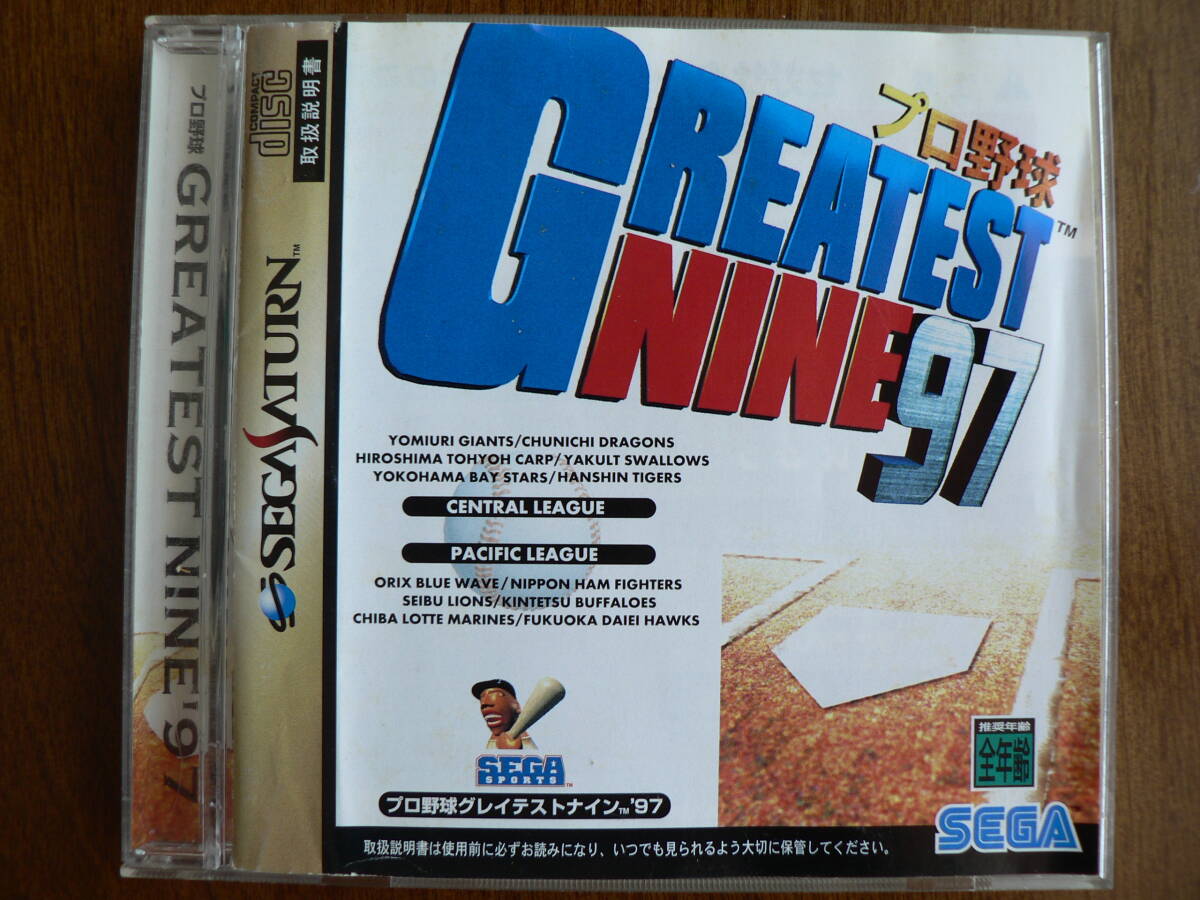 プロ野球 GREATEST NINE '97
COMPACT
disc
取扱説明書
SEGA SATURN™
プロ野球
GREATEST™
NINE 97
YOMIURI GIANTS/CHUNICHI DRAGONS
HIROSHIMA TOHYOH CARP/YAKULT SWALLOWS
YOKOHAMA BAY STARS/HANSHIN TIGERS
CENTRAL LEAGUE
PACIFIC LEAGUE
ORIX BLUE WAVE/NIPPON HAM FIGHTERS
SEIBU LIONS/KINTETSU BUFFALOES
CHIBA LOTTE MARINES/FUKUOKA DAIEI HAWKS
SEGA
SPORTS™
プロ野球グレイテストナイン™'97
推奨年齢
全年齢
SEGA
取扱説明書は使用前に必ずお読みになり、いつでも見られるよう大切に保管してください。